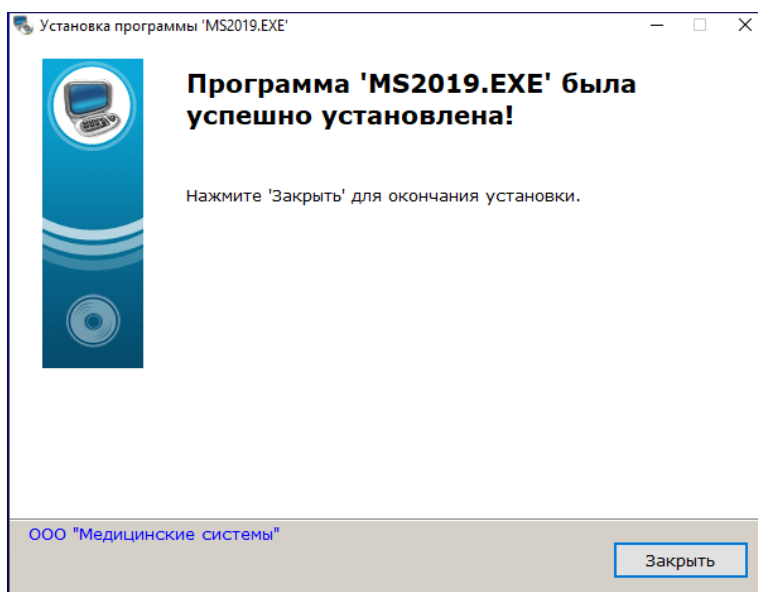 Установка программы 'MS2019.EXE'
Программа 'MS2019.EXE' была
успешно установлена!
Нажмите 'Закрыть' для окончания установки.
ООО "Медицинские системы"
Закрыть